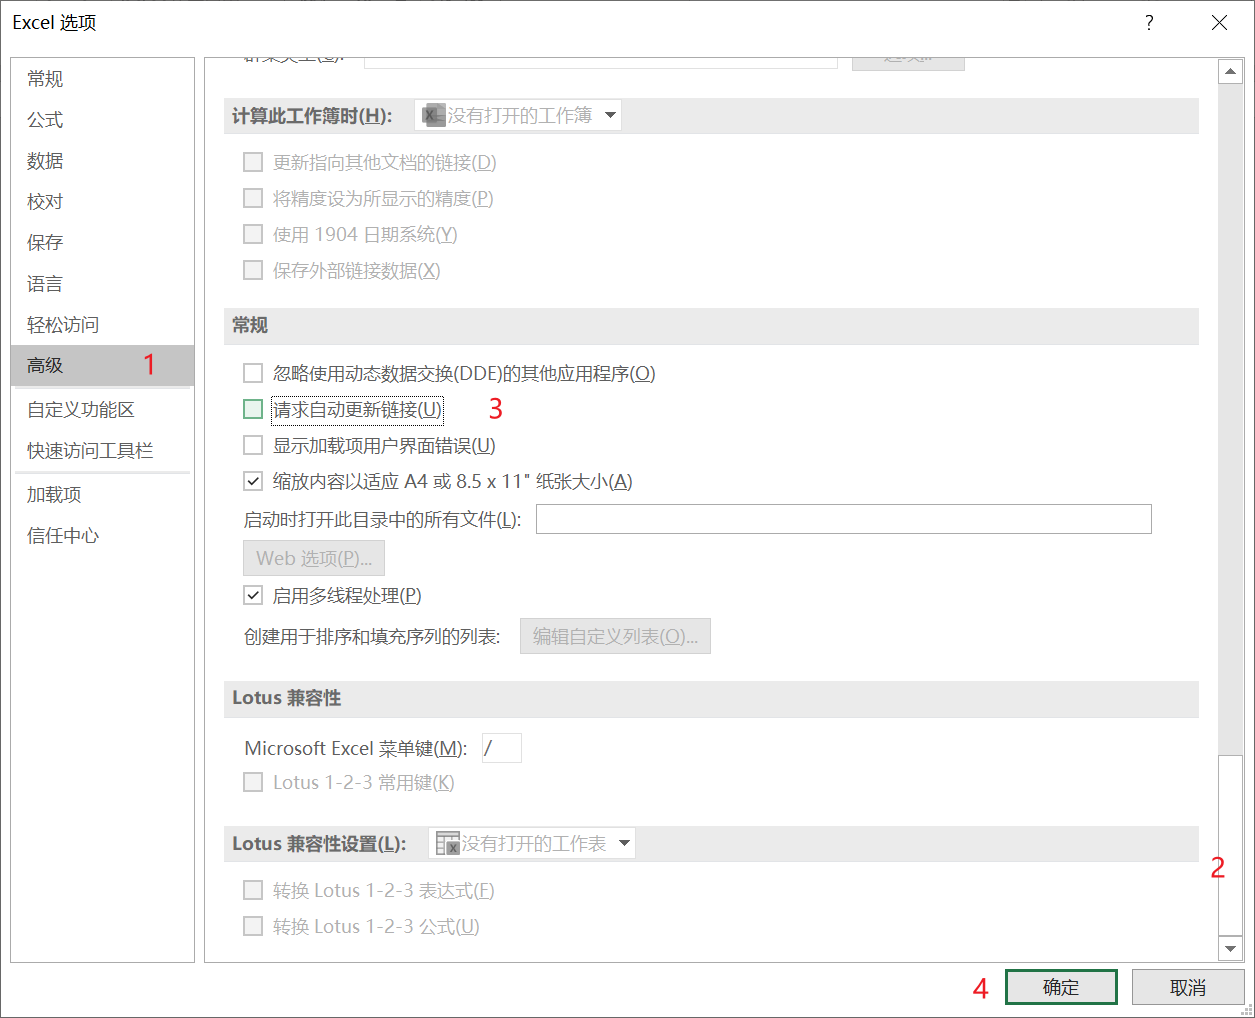 Excel 选项
?
常规
公式
数据
校对
保存
语言
轻松访问
高级 1
自定义功能区
快速访问工具栏
加载项
信任中心
计算此工作簿时(H): 没有打开的工作簿
更新指向其他文档的链接(D)
将精度设为所显示的精度(P)
使用 1904 日期系统(Y)
保存外部链接数据(X)
常规
忽略使用动态数据交换(DDE)的其他应用程序(O)
请求自动更新链接(U) 3
显示加载项用户界面错误(U)
缩放内容以适应 A4 或 8.5 x 11" 纸张大小(A)
启动时打开此目录中的所有文件(L):
Web 选项(P)...
启用多线程处理(P)
创建用于排序和填充序列的列表: 编辑自定义列表(O)...
Lotus 兼容性
Microsoft Excel 菜单键(M): /
Lotus 1-2-3 常用键(K)
Lotus 兼容性设置(L): 没有打开的工作表
2
转换 Lotus 1-2-3 表达式(F)
转换 Lotus 1-2-3 公式(U)
4 确定 取消